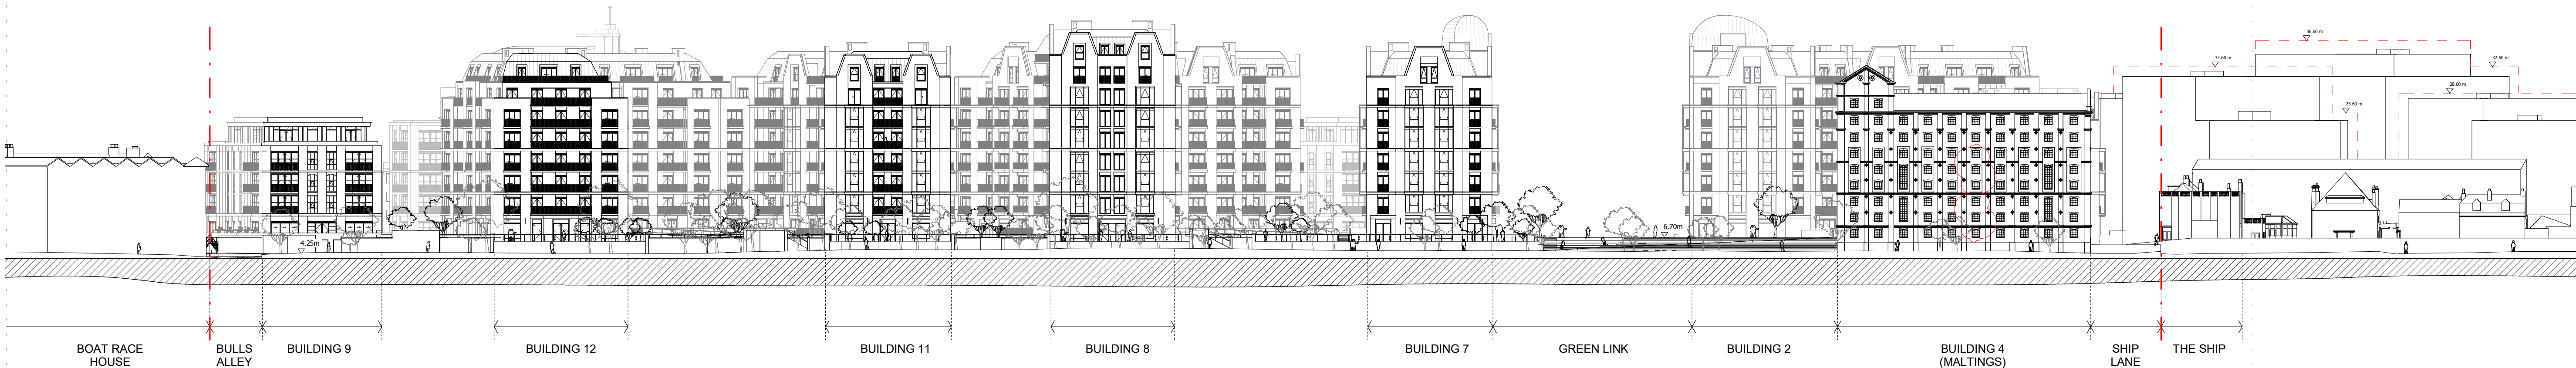 36.60 m
32.60 m
32.60 m
28.60 m
25.60 m
4.25m
6.70m
BOAT RACE
HOUSE
BULLS
ALLEY
BUILDING 9
BUILDING 12
BUILDING 11
BUILDING 8
BUILDING 7
GREEN LINK
BUILDING 2
BUILDING 4
(MALTINGS)
SHIP
LANE
THE SHIP